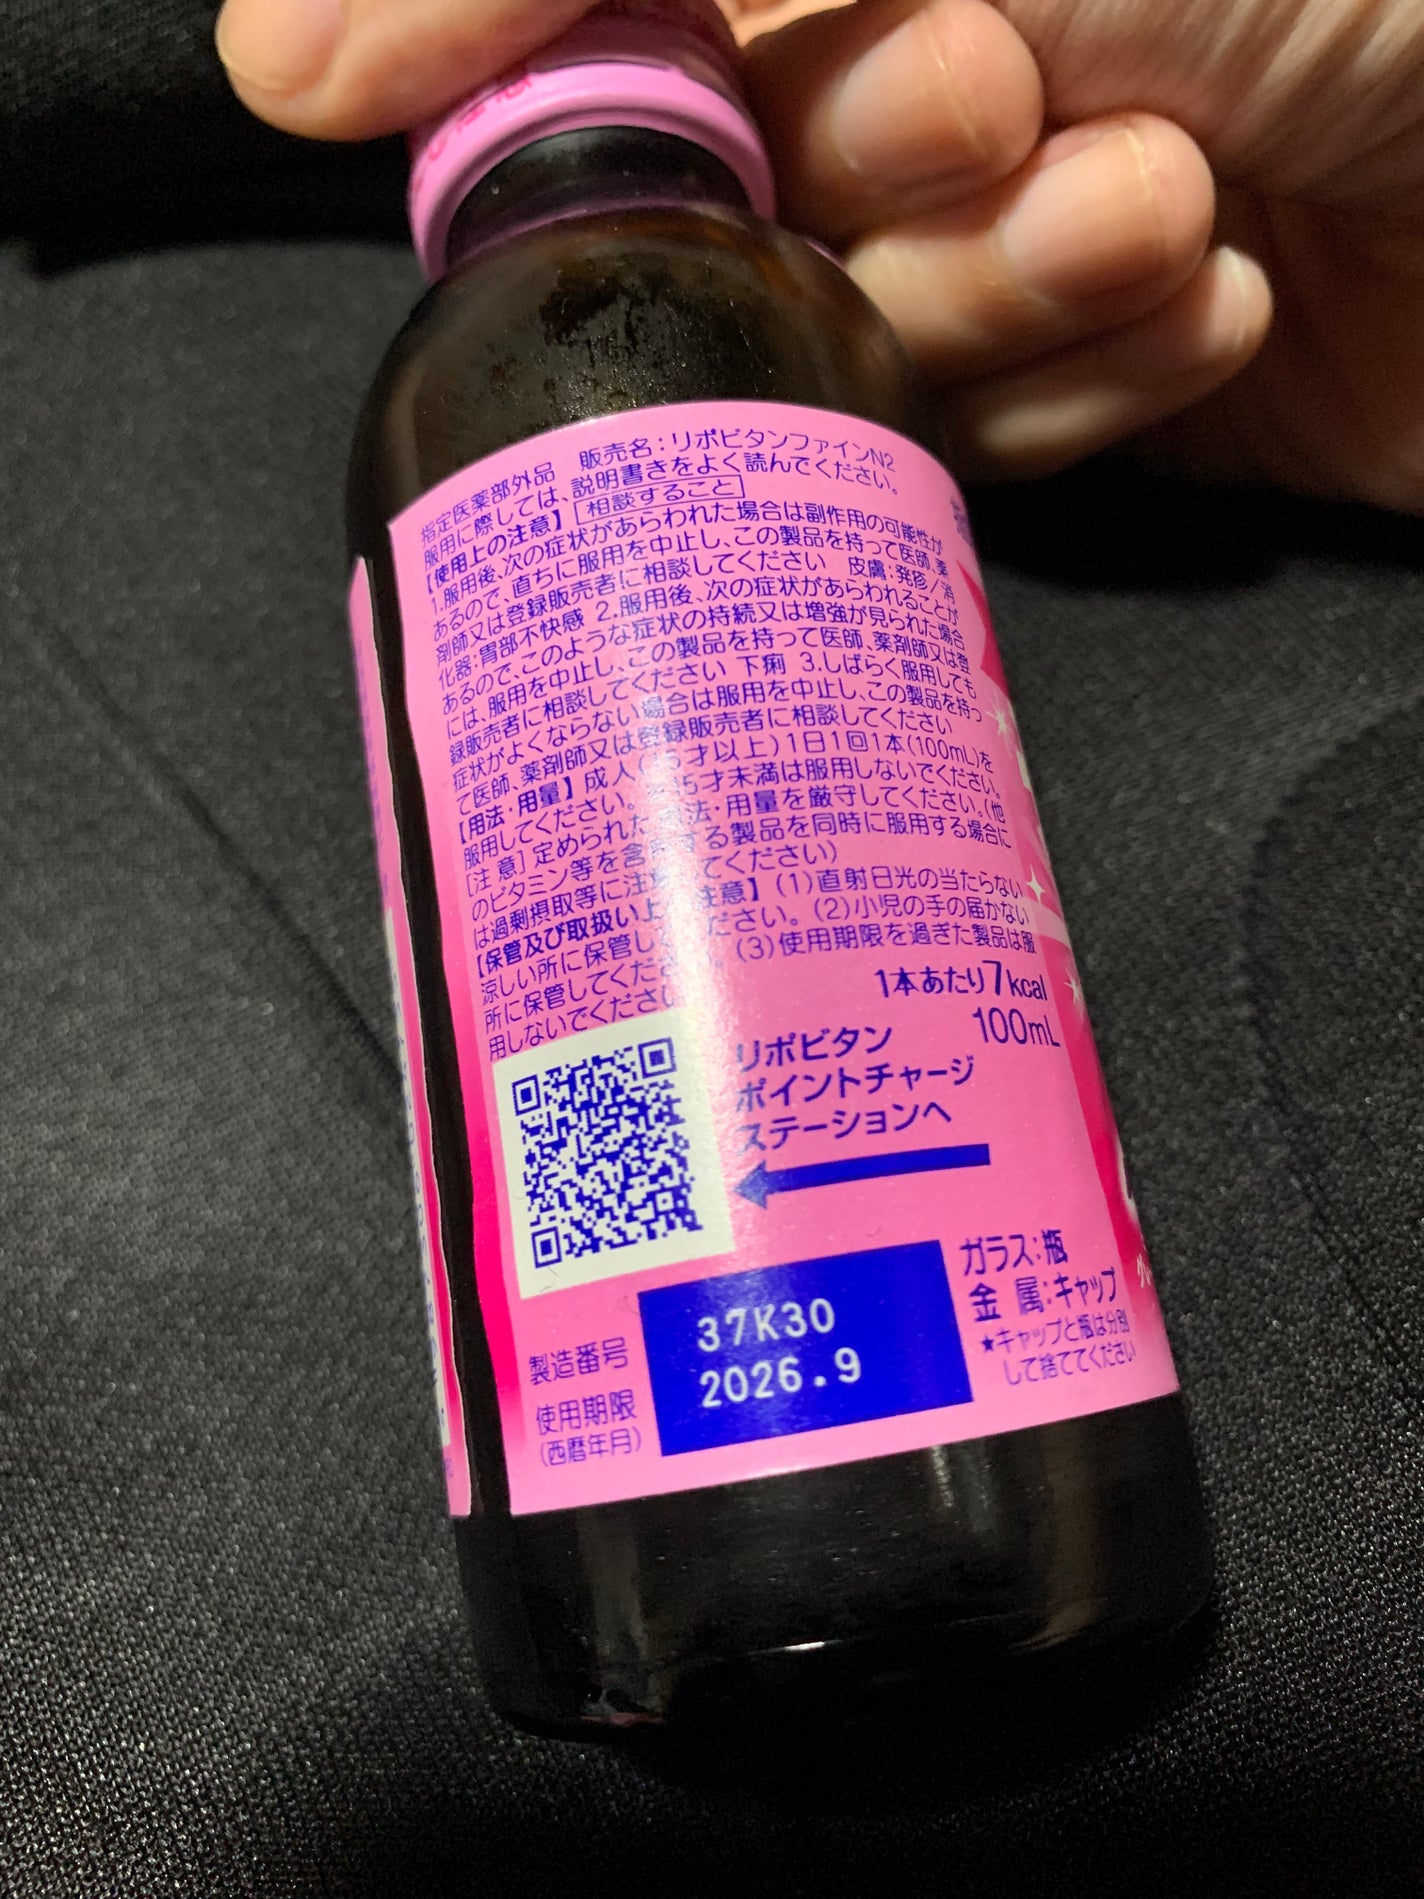 指定医薬部外品 販売名:リポビタンファインN2
服用に際しては、説明書きをよく読んでください。
【使用上の注意】 相談すること
1.服用後、次の症状があらわれた場合は副作用の可能性が
あるので、直ちに服用を中止し、この製品を持って医師、薬
剤師又は登録販売者に相談してください 皮膚:発疹/消
化器:胃部不快感 2.服用後、次の症状があらわれることが
あるので、このような症状の持続又は増強が見られた場合
には、服用を中止し、この製品を持って医師、薬剤師又は登
録販売者に相談してください 下痢 3.しばらく服用しても
症状がよくならない場合は服用を中止し、この製品を持っ
て医師、薬剤師又は登録販売者に相談してください
【用法・用量】成人(15才以上)1日1回1本(100mL)を
服用してください。15才未満は服用しないでください。
[注意]定められた用法・用量を厳守してください。(他
のビタミン等を含有する製品を同時に服用する場合に
は過剰摂取等に注意してください)
【保管及び取扱い上の注意】(1)直射日光の当たらない
涼しい所に保管してください。(2)小児の手の届かない
所に保管してください。(3)使用期限を過ぎた製品は服
用しないでください。
1本あたり7kcal
100mL
リポビタン
ポイントチャージ
ステーションへ
ガラス:瓶
金属:キャップ
★キャップと瓶は分別
して捨ててください
製造番号 37K30
使用期限 2026.9
(西暦年月)